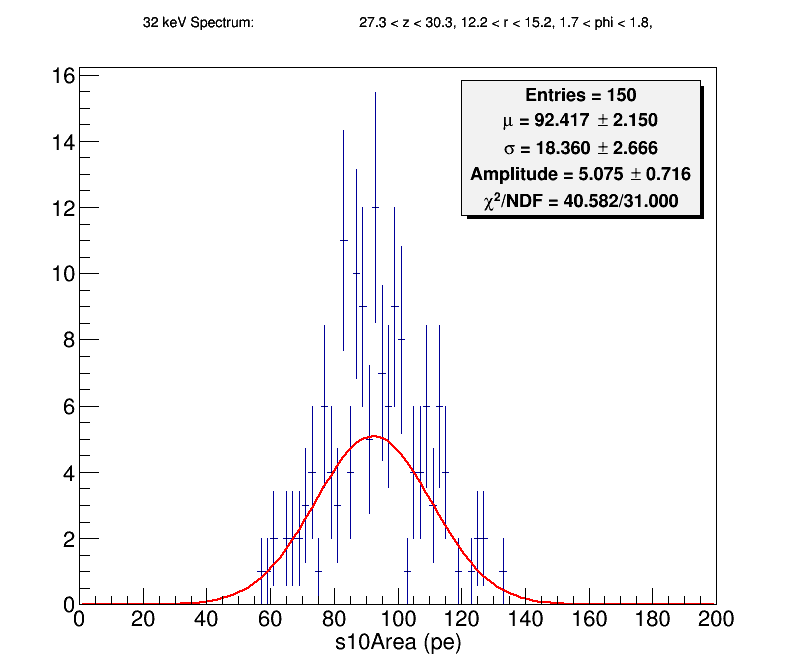 32 keV Spectrum: 27.3 < z < 30.3, 12.2 < r < 15.2, 1.7 < phi < 1.8,
Entries = 150
μ = 92.417 ± 2.150
σ = 18.360 ± 2.666
Amplitude = 5.075 ± 0.716
χ²/NDF = 40.582/31.000
16
14
12
10
8
6
4
2
0
0 20 40 60 80 100 120 140 160 180 200
s10Area (pe)